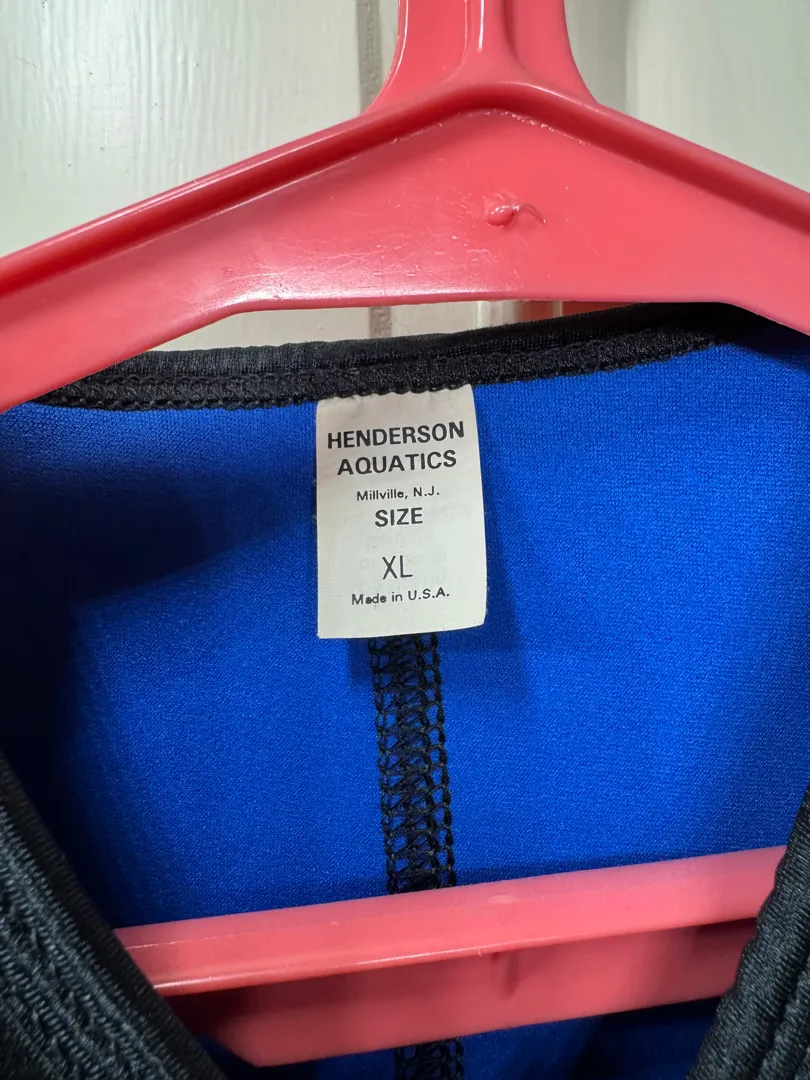 HENDERSON
AQUATICS
Millville, N.J.
SIZE
XL
Made in U.S.A.